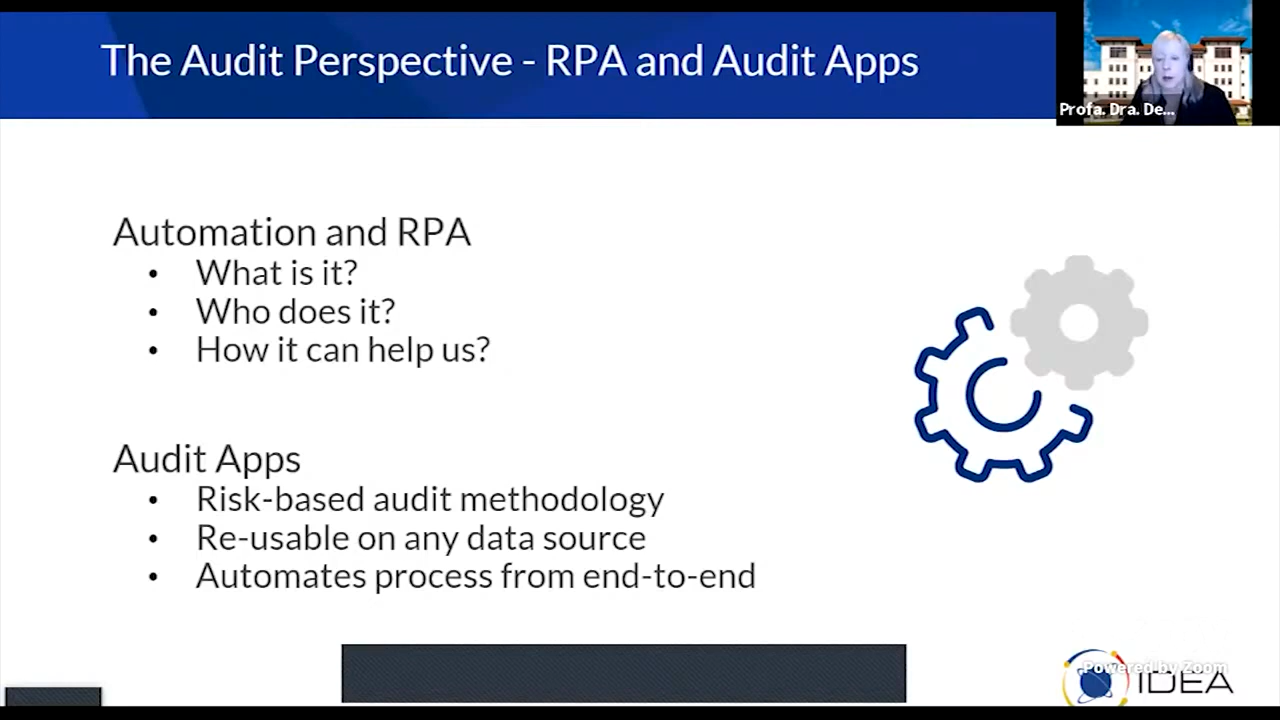 The Audit Perspective - RPA and Audit Apps
Profa. Dra. De...
Automation and RPA
• What is it?
• Who does it?
• How it can help us?
Audit Apps
• Risk-based audit methodology
• Re-usable on any data source
• Automates process from end-to-end
Powered by Zoom
IDEA